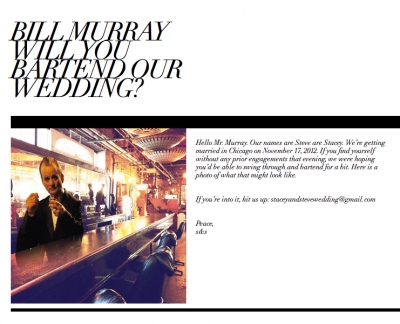 BILL MURRAY
WILL YOU
BARTEND OUR
WEDDING?
Hello Mr. Murray. Our names are Steve are Stacey. We're getting
married in Chicago on November 17, 2012. If you find yourself
without any prior engagements that evening, we were hoping
you'd be able to swing through and bartend for a bit. Here is a
photo of what that might look like.
If you're into it, hit us up: staceyandstevewedding@gmail.com
Peace,
s&s